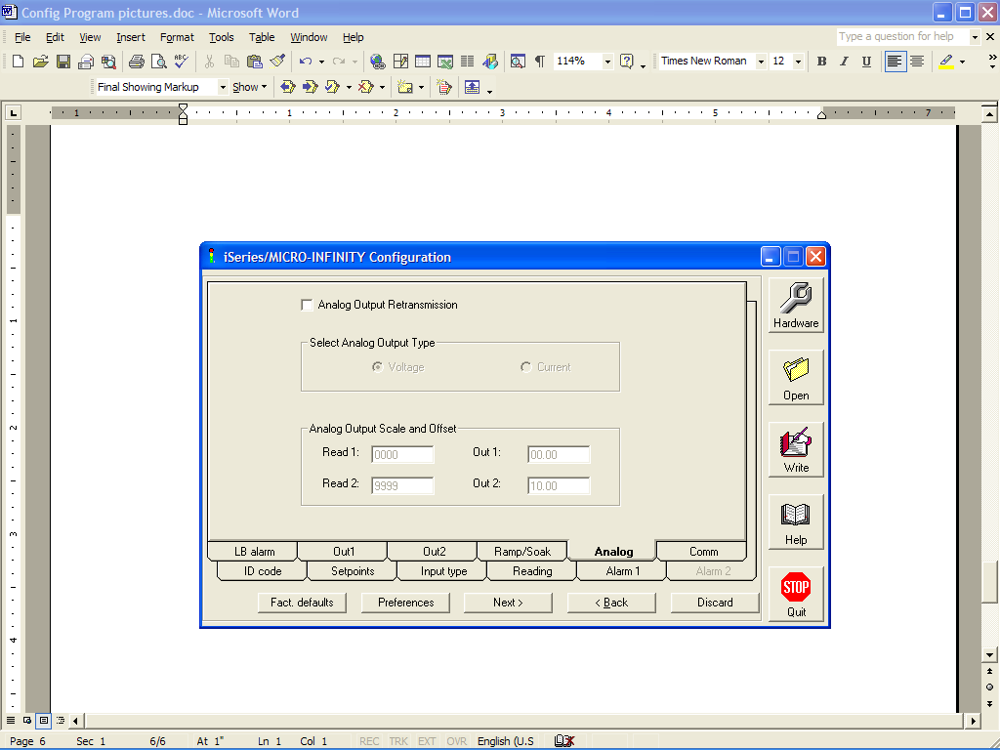 Config Program pictures.doc - Microsoft Word
File Edit View Insert Format Tools Table Window Help Type a question for help
114% Times New Roman 12 B I U
Final Showing Markup Show
1 1 2 3 4 5 7
iSeries/MICRO-INFINITY Configuration
Analog Output Retransmission
Hardware
Select Analog Output Type
Voltage Current
Open
Analog Output Scale and Offset
Read 1: 0000 Out 1: 00.00
Write
Read 2: 9999 Out 2: 10.00
Help
LB alarm Out1 Out2 Ramp/Soak Analog Comm
ID code Setpoints Input type Reading Alarm 1 Alarm 2
STOP
Fact. defaults Preferences Next > < Back Discard
Quit
1
2
3
4
Page 6 Sec 1 6/6 At 1" Ln 1 Col 1 REC TRK EXT OVR English (U.S